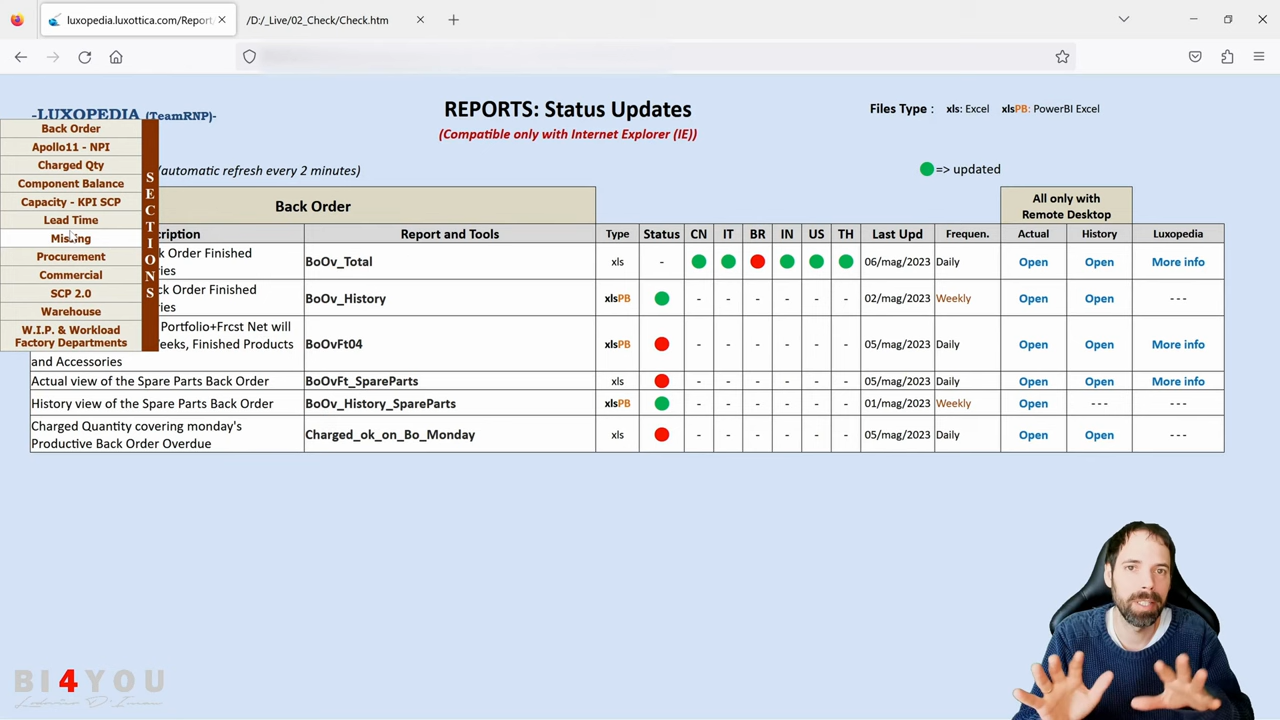 luxopedia.luxottica.com/Report
/D:/_Live/02_Check/Check.htm
-LUXOPEDIA (TeamRNP)-
REPORTS: Status Updates
(Compatible only with Internet Explorer (IE))
Files Type : xls: Excel xlsPB: PowerBI Excel
(automatic refresh every 2 minutes)
=> updated
Back Order
Apollo11 - NPI
Charged Qty
Component Balance
Capacity - KPI SCP
Lead Time
Missing
Procurement
Commercial
SCP 2.0
Warehouse
W.I.P. & Workload
Factory Departments
SECTIONS
Back Order
All only with
Remote Desktop
cription Report and Tools Type Status CN IT BR IN US TH Last Upd Frequen. Actual History Luxopedia
ck Order Finished
ries
BoOv_Total xls - 06/mag/2023 Daily Open Open More info
ck Order Finished
ries
BoOv_History xlsPB - - - - - - 02/mag/2023 Weekly Open Open - - -
Portfolio+Frcst Net will
eeks, Finished Products
and Accessories
BoOvFt04 xlsPB - - - - - - 05/mag/2023 Daily Open Open More info
Actual view of the Spare Parts Back Order BoOvFt_SpareParts xls - - - - - - 05/mag/2023 Daily Open Open More info
History view of the Spare Parts Back Order BoOv_History_SpareParts xlsPB - - - - - - 01/mag/2023 Weekly Open - - - - - -
Charged Quantity covering monday's
Productive Back Order Overdue
Charged_ok_on_Bo_Monday xls - - - - - - 05/mag/2023 Daily Open Open - - -
BI4YOU